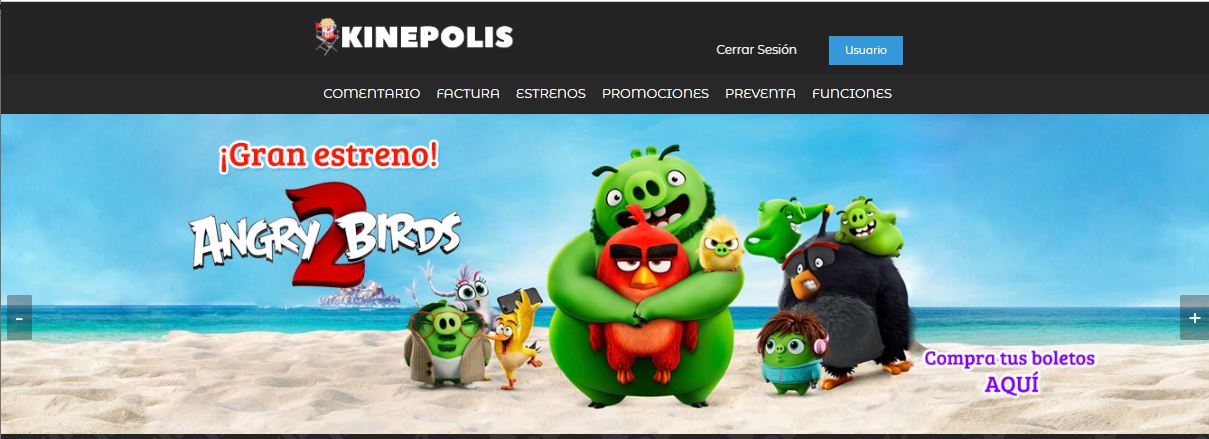 KINEPOLIS
Cerrar Sesión
Usuario
COMENTARIO FACTURA ESTRENOS PROMOCIONES PREVENTA FUNCIONES
¡Gran estreno!
ANGRY 2 BIRDS
-
+
Compra tus boletos
AQUÍ